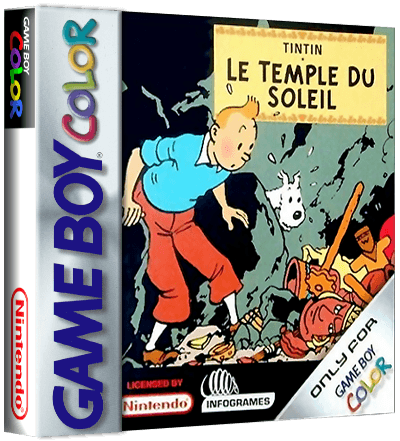 GAME BOY
COLOR
Nintendo
GAME BOY COLOR
TINTIN
LE TEMPLE DU
SOLEIL
LICENSED BY
Nintendo
INFOGRAMES
ONLY FOR
GAME BOY
COLOR